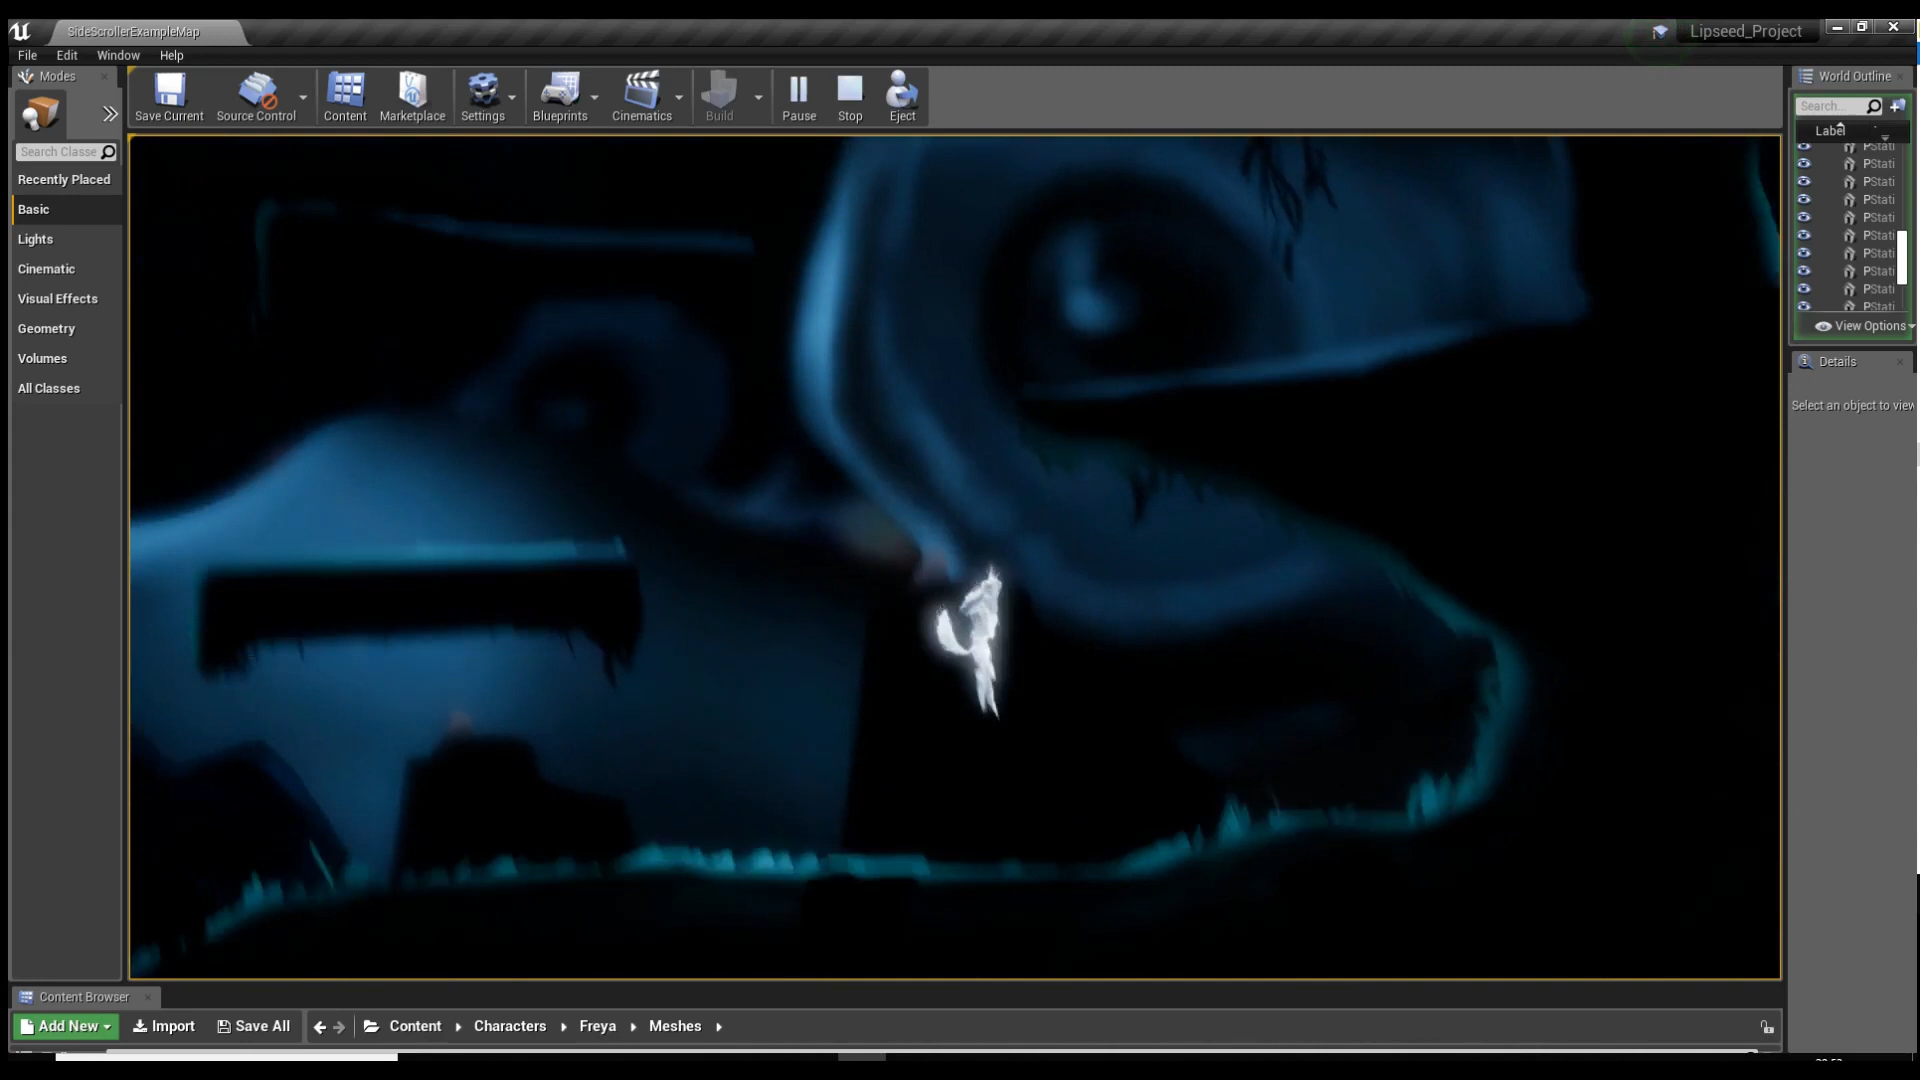 SideScrollerExampleMap
Lipseed_Project
File Edit Window Help
Modes
World Outline
Save Current
Source Control
Content
Marketplace
Settings
Blueprints
Cinematics
Build
Pause
Stop
Eject
Search...
Label
Search Classe
Recently Placed
Basic
Lights
Cinematic
Visual Effects
Geometry
Volumes
All Classes
PStati
PStati
PStati
PStati
PStati
PStati
PStati
PStati
PStati
PStati
View Options
Details
Select an object to view
Content Browser
Add New
Import
Save All
Content
Characters
Freya
Meshes